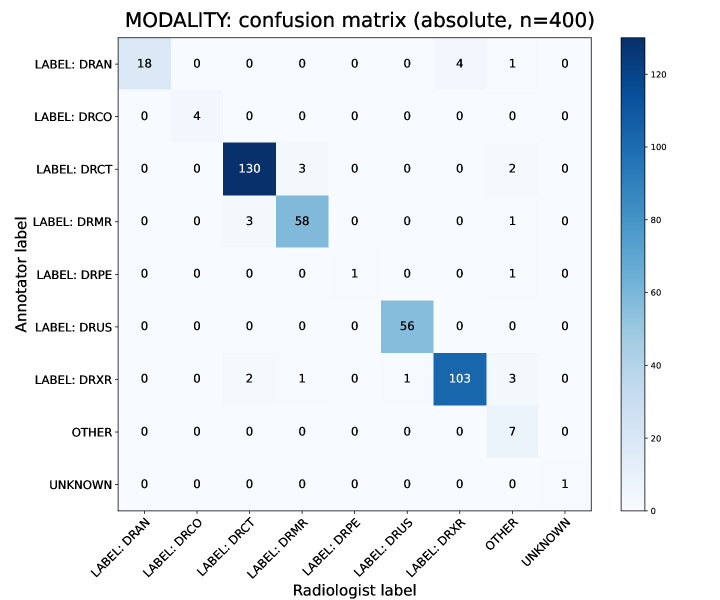 MODALITY: confusion matrix (absolute, n=400)
LABEL: DRAN 18 0 0 0 0 0 4 1 0
LABEL: DRCO 0 4 0 0 0 0 0 0 0
LABEL: DRCT 0 0 130 3 0 0 0 2 0
LABEL: DRMR 0 0 3 58 0 0 0 1 0
LABEL: DRPE 0 0 0 0 1 0 0 1 0
LABEL: DRUS 0 0 0 0 0 56 0 0 0
LABEL: DRXR 0 0 2 1 0 1 103 3 0
OTHER 0 0 0 0 0 0 0 7 0
UNKNOWN 0 0 0 0 0 0 0 0 1
Annotator label
LABEL: DRAN LABEL: DRCO LABEL: DRCT LABEL: DRMR LABEL: DRPE LABEL: DRUS LABEL: DRXR OTHER UNKNOWN
Radiologist label
120
100
80
60
40
20
0